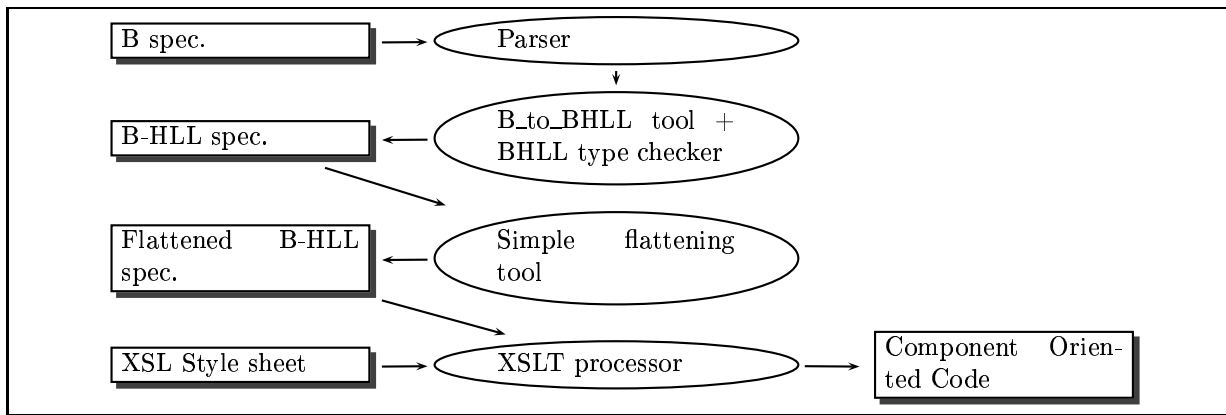 B spec.
Parser
B-HLL spec.
B_to_BHLL tool +
BHLL type checker
Flattened B-HLL
spec.
Simple flattening
tool
XSL Style sheet
XSLT processor
Component Orien-
ted Code